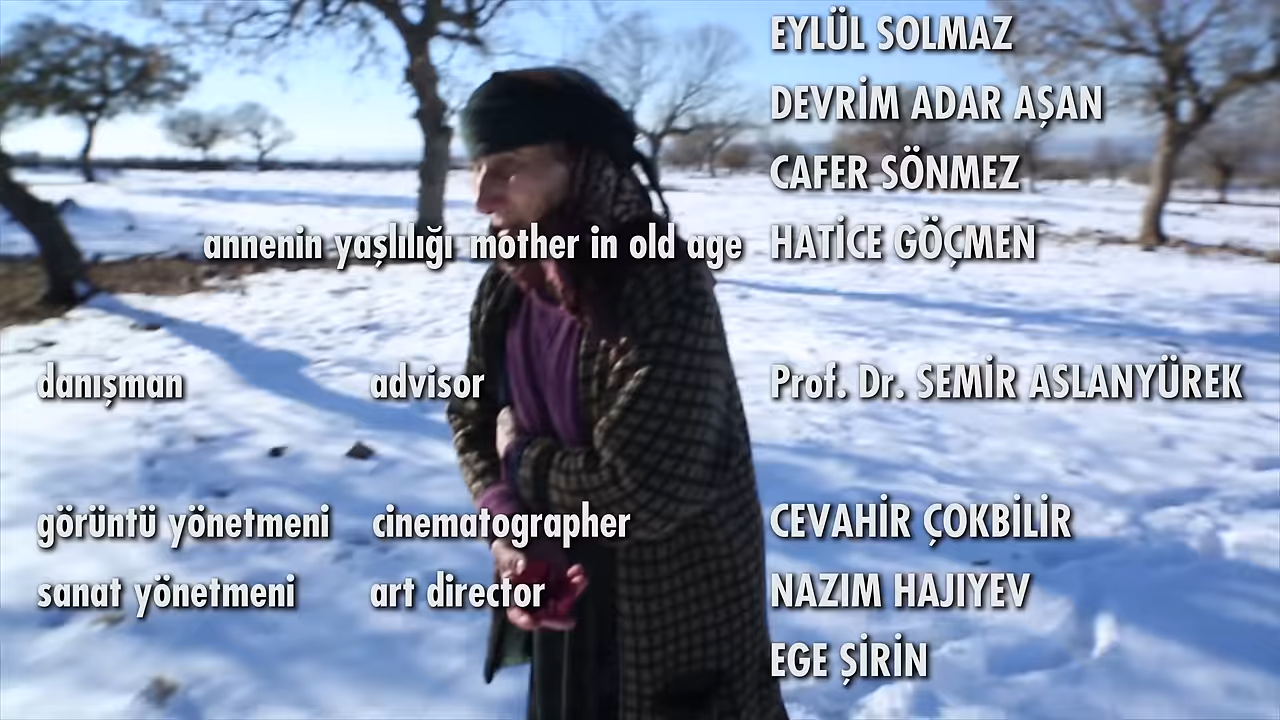 EYLÜL SOLMAZ
DEVRİM ADAR AŞAN
CAFER SÖNMEZ
annenin yaşlılığı mother in old age HATİCE GÖÇMEN
danışman advisor Prof. Dr. SEMİR ASLANYÜREK
görüntü yönetmeni cinematographer CEVAHİR ÇOKBİLİR
sanat yönetmeni art director NAZIM HAJIYEV
EGE ŞİRİN